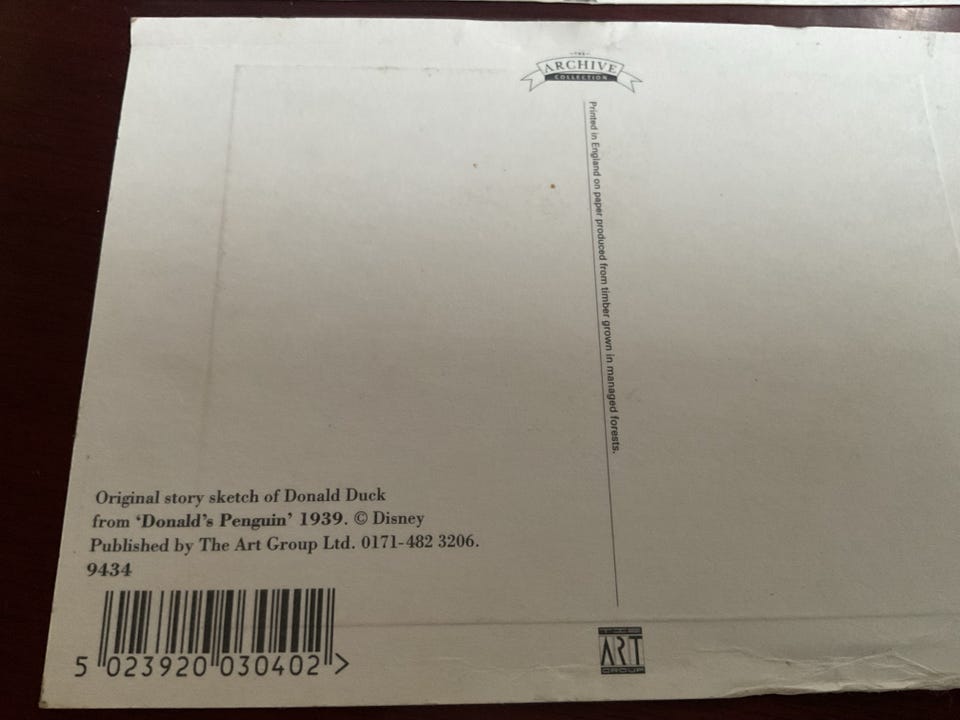 THE
ARCHIVE
COLLECTION
Printed in England on paper produced from timber grown in managed forests.
Original story sketch of Donald Duck
from ‘Donald’s Penguin’ 1939. © Disney
Published by The Art Group Ltd. 0171-482 3206.
9434
5 023920 030402 >
THE
ART
GROUP